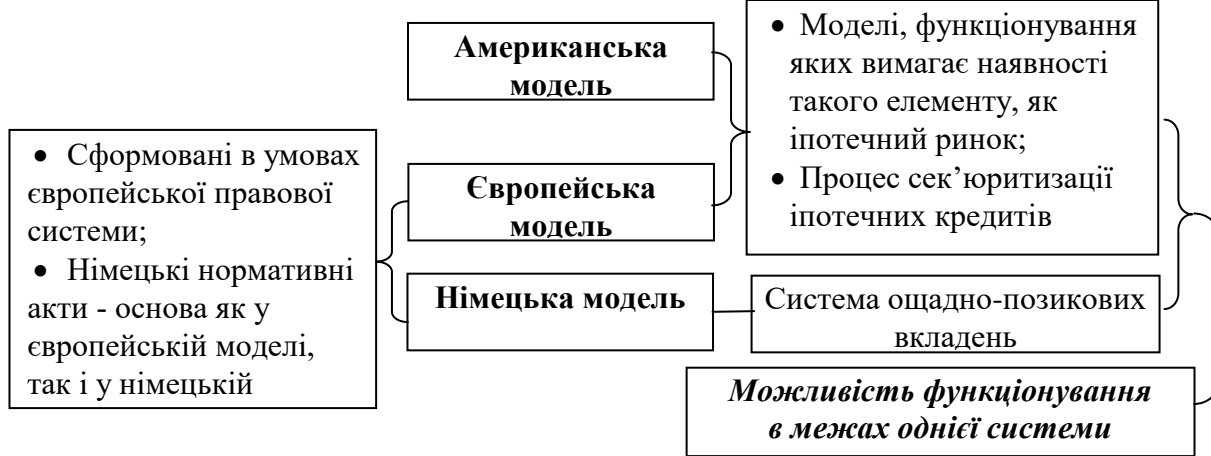 Американська
модель
• Моделі, функціонування
яких вимагає наявності
такого елементу, як
іпотечний ринок;
• Процес сек’юритизації
іпотечних кредитів
• Сформовані в умовах
європейської правової
системи;
• Німецькі нормативні
акти - основа як у
європейській моделі,
так і у німецькій
Європейська
модель
Німецька модель
Система ощадно-позикових
вкладень
Можливість функціонування
в межах однієї системи